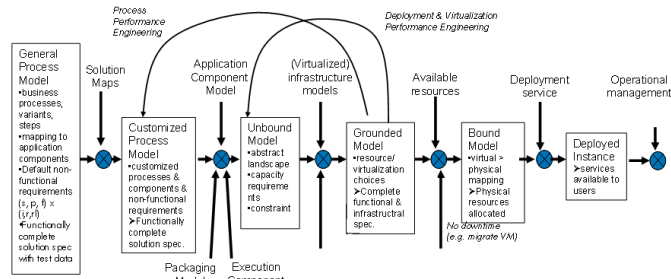 Process
Performance
Engineering
Deployment & Virtualization
Performance Engineering
General
Process
Model
•business
processes,
variants,
steps
•mapping to
application
components
•Default non-
functional
requirements
(s, p, f) x
(i,r,rl)
Functionally
complete
solution spec
with test data
Solution
Maps
Customized
Process
Model
•customized
processes &
components &
non-functional
requirements
➢Functionally
complete
solution spec.
Application
Component
Model
Packaging
Execution
Unbound
Model
•abstract
landscape
•capacity
requireme
nts
•constraint
(Virtualized)
infrastructure
models
Grounded
Model
•resource/
virtualization
choices
➢Complete
functional &
infrastructral
spec.
Available
resources
No downtime
(e.g. migrate VM)
Bound
Model
•virtual >
physical
mapping
➢Physical
resources
allocated
Deployment
service
Deployed
Instance
➢services
available to
users
Operational
management